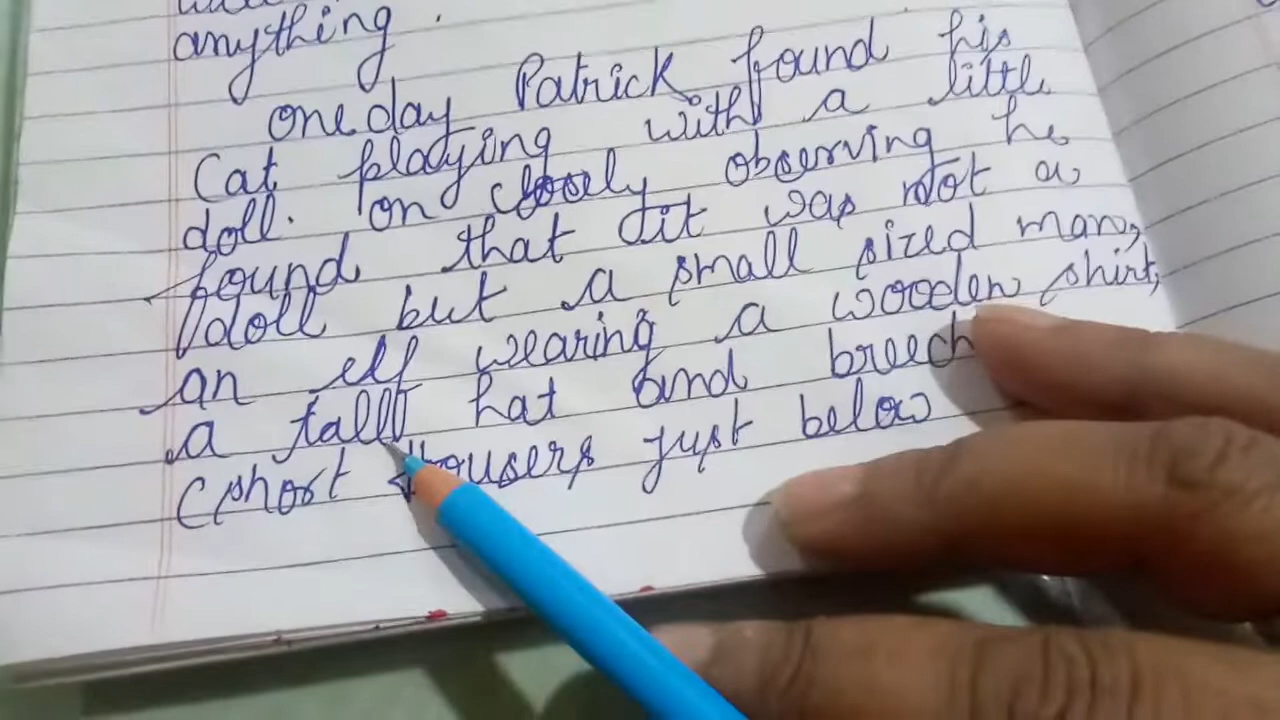 anything.
one day Patrick found his
Cat playing with a little
doll. on closely observing he
found that it was not a
doll but a small sized man,
an elf wearing a wooden shirt,
a tall hat and breech
(short trousers just below